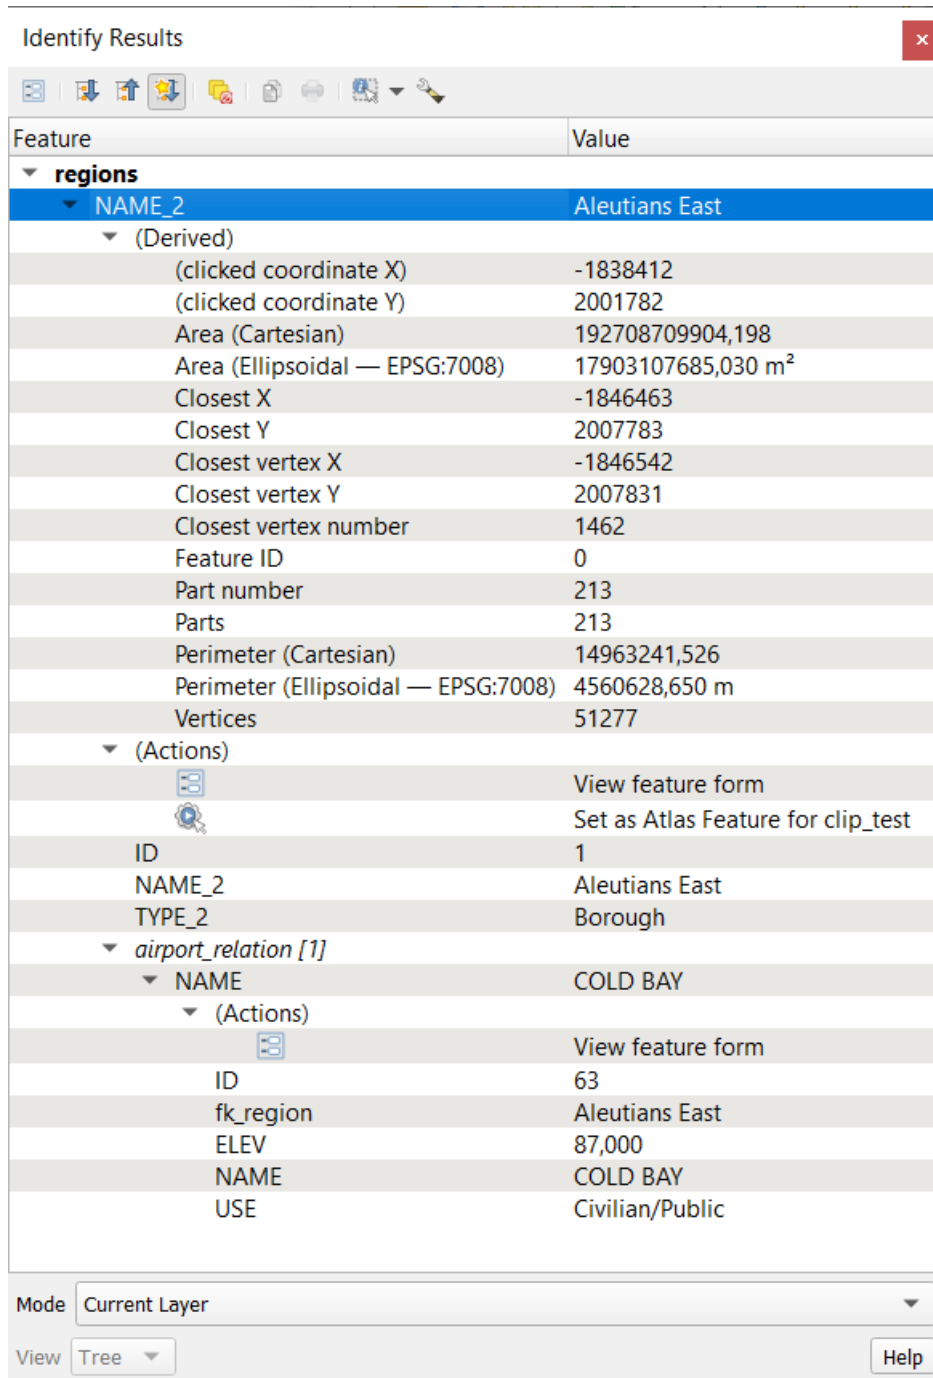 Identify Results
Feature Value
regions
NAME_2 Aleutians East
(Derived)
(clicked coordinate X) -1838412
(clicked coordinate Y) 2001782
Area (Cartesian) 192708709904,198
Area (Ellipsoidal — EPSG:7008) 17903107685,030 m²
Closest X -1846463
Closest Y 2007783
Closest vertex X -1846542
Closest vertex Y 2007831
Closest vertex number 1462
Feature ID 0
Part number 213
Parts 213
Perimeter (Cartesian) 14963241,526
Perimeter (Ellipsoidal — EPSG:7008) 4560628,650 m
Vertices 51277
(Actions)
View feature form
Set as Atlas Feature for clip_test
ID 1
NAME_2 Aleutians East
TYPE_2 Borough
airport_relation [1]
NAME COLD BAY
(Actions)
View feature form
ID 63
fk_region Aleutians East
ELEV 87,000
NAME COLD BAY
USE Civilian/Public
Mode Current Layer
View Tree Help